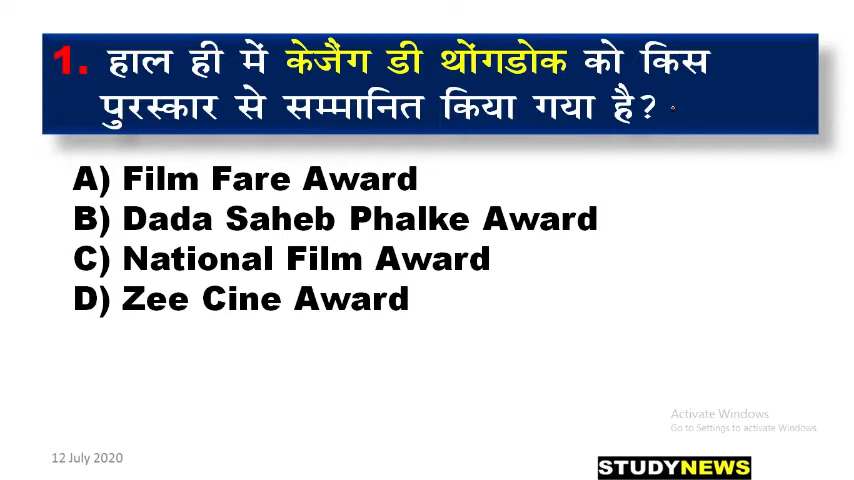 1. हाल ही में केजैंग डी थोंगडोक को किस
पुरस्कार से सम्मानित किया गया है?
A) Film Fare Award
B) Dada Saheb Phalke Award
C) National Film Award
D) Zee Cine Award
Activate Windows
Go to Settings to activate Windows.
12 July 2020
STUDYNEWS